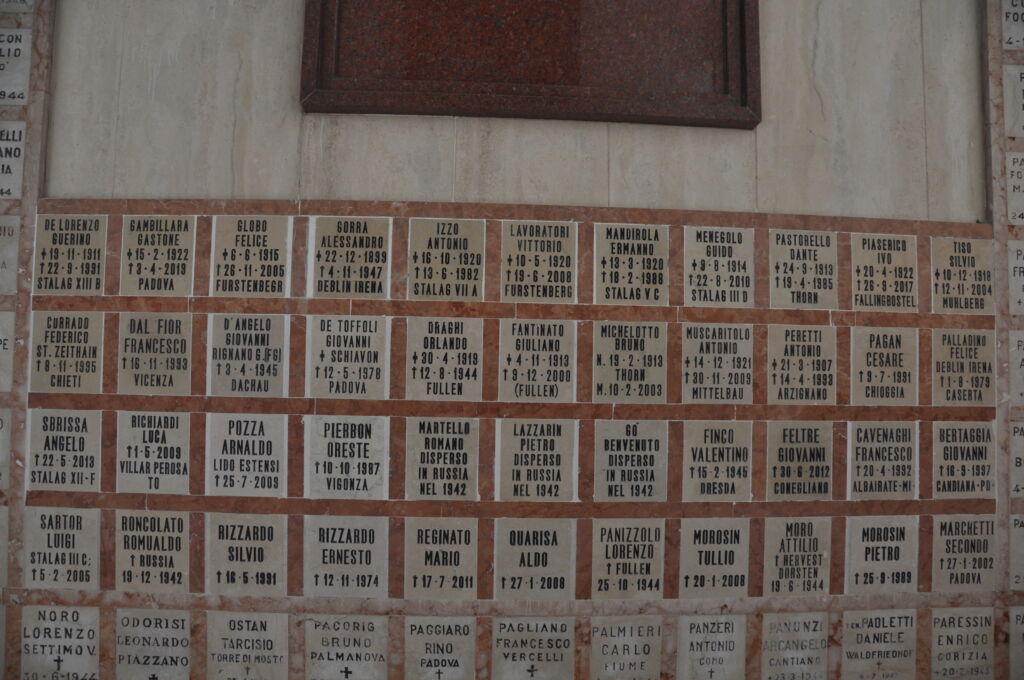 DE LORENZO
GUERINO
+19·11·1911
†22·9·1991
STALAG XIII B
GAMBILLARA
GASTONE
+15·2·1922
†3·4·2019
PADOVA
GLOBO
FELICE
+6·6·1915
†26·11·2005
FURSTENBERG
GORRA
ALESSANDRO
+22·12·1899
†4·11·1947
DEBLIN IRENA
IZZO
ANTONIO
+16·10·1920
†13·6·1982
STALAG VII A
LAVORATORI
VITTORIO
+10·5·1920
†19·6·2008
FURSTENBERG
MANDIROLA
ERMANNO
+13·3·1920
†18·2·1988
STALAG V C
MENEGOLO
GUIDO
+9·8·1914
†22·8·2010
STALAG III D
PASTORELLO
DANTE
+24·9·1913
†19·4·1985
THORN
PIASERICO
IVO
+20·4·1922
†26·9·2017
FALLINGBOSTEL
TISO
SILVIO
+10·12·1918
†12·11·2004
MUHLBERG
CURRADO
FEDERICO
ST. ZEITHAIN
†8·11·1995
CHIETI
DAL FIOR
FRANCESCO
†16·11·1993
VICENZA
D'ANGELO
GIOVANNI
RIGNANO G.(FG)
†3·4·1945
DACHAU
DE TOFFOLI
GIOVANNI
+ SCHIAVON
†12·5·1978
PADOVA
DRAGHI
ORLANDO
+30·4·1919
†12·8·1944
FULLEN
FANTINATO
GIULIANO
+4·11·1913
†9·12·2000
(FULLEN)
MICHELOTTO
BRUNO
N. 19·2·1913
THORN
M. 10·2·2003
MUSCARITOLO
ANTONIO
+14·12·1921
†30·11·2009
MITTELBAU
PERETTI
ANTONIO
+21·3·1907
†14·4·1993
ARZIGNANO
PAGAN
CESARE
†9·7·1991
CHIOGGIA
PALLADINO
FELICE
DEBLIN IRENA
†1·8·1979
CASERTA
SBRISSA
ANGELO
†22·5·2013
STALAG XII-F
RICHIARDI
LUCA
†1·5·2009
VILLAR PEROSA
TO
POZZA
ARNALDO
LIDO ESTENSI
†25·7·2009
PIERBON
ORESTE
†10·10·1987
VIGONZA
MARTELLO
ROMANO
DISPERSO
IN RUSSIA
NEL 1942
LAZZARIN
PIETRO
DISPERSO
IN RUSSIA
NEL 1942
GO'
BENVENUTO
DISPERSO
IN RUSSIA
NEL 1942
FINCO
VALENTINO
†15·2·1945
DRESDA
FELTRE
GIOVANNI
†30·6·2012
CONEGLIANO
CAVENAGHI
FRANCESCO
†20·4·1992
ALBAIRATE-MI
BERTAGGIA
GIOVANNI
†16·9·1997
CANDIANA-PD
SARTOR
LUIGI
STALAG III C;
†5·2·2005
RONCOLATO
ROMUALDO
† RUSSIA
19·12·1942
RIZZARDO
SILVIO
†16·5·1991
RIZZARDO
ERNESTO
†12·11·1974
REGINATO
MARIO
†17·7·2011
QUARISA
ALDO
†27·1·2008
PANIZZOLO
LORENZO
† FULLEN
25·10·1944
MOROSIN
TULLIO
†20·1·2008
MORO
ATTILIO
† HERVEST
DORSTEN
19·6·1944
MOROSIN
PIETRO
†25·9·1989
MARCHETTI
SECONDO
†27·1·2002
PADOVA
NORO
LORENZO
SETTIMO V.
ODORISI
LEONARDO
PIAZZANO
OSTAN
TARCISIO
TORRE DI MOSTO
PACORIG
BRUNO
PALMANOVA
PAGGIARO
RINO
PADOVA
PAGLIANO
FRANCESCO
VERCELLI
PALMIERI
CARLO
FIUME
PANZERI
ANTONIO
COMO
PANUNZI
ARCANGELO
CANTIANO
PAOLETTI
DANIELE
WALDFRIEDHOF
PARESSIN
ENRICO
GORIZIA